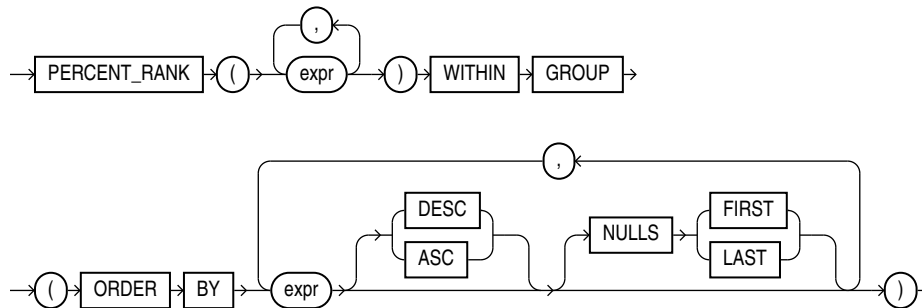 ,
PERCENT_RANK ( expr ) WITHIN GROUP
,
DESC
NULLS FIRST
ASC LAST
( ORDER BY expr )